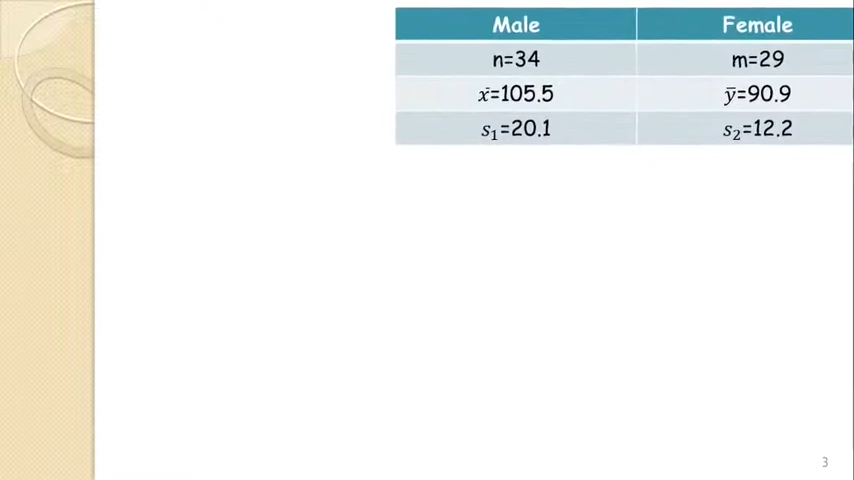 Male Female
n=34 m=29
x̄=105.5 ȳ=90.9
s₁=20.1 s₂=12.2
3